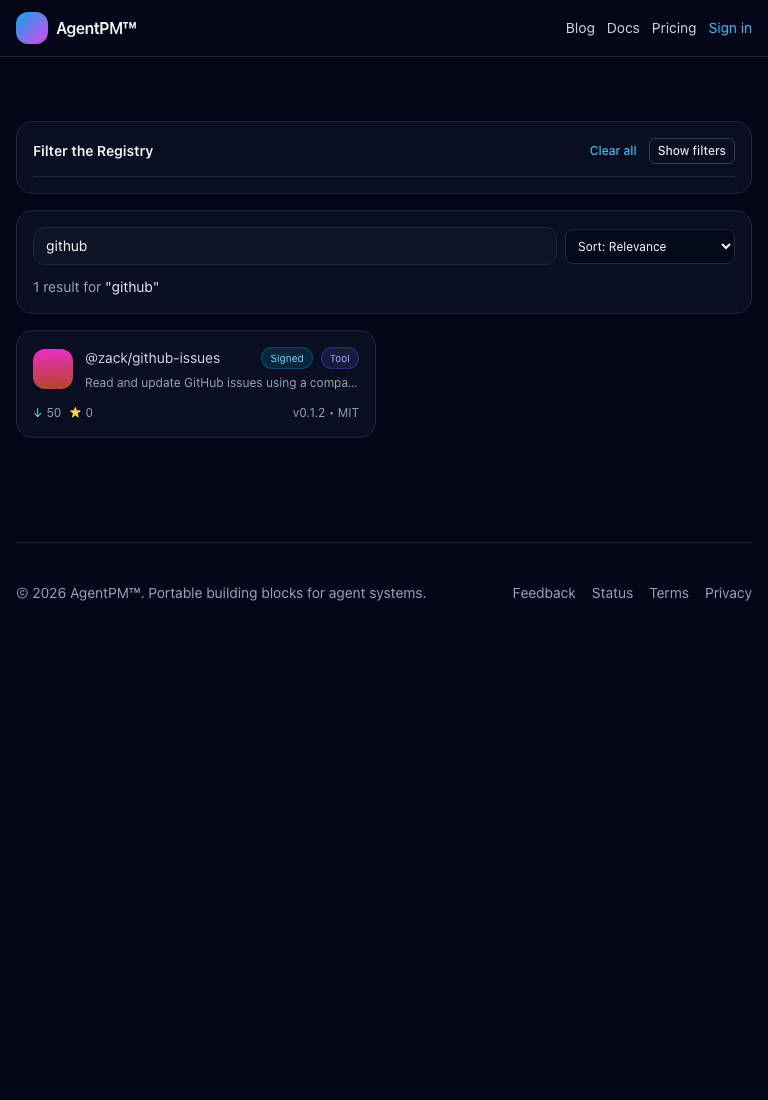 AgentPM™ Blog Docs Pricing Sign in
Filter the Registry Clear all Show filters
github Sort: Relevance
1 result for "github"
@zack/github-issues Signed Tool
Read and update GitHub issues using a compa...
↓ 50 ★ 0 v0.1.2 • MIT
© 2026 AgentPM™. Portable building blocks for agent systems. Feedback Status Terms Privacy